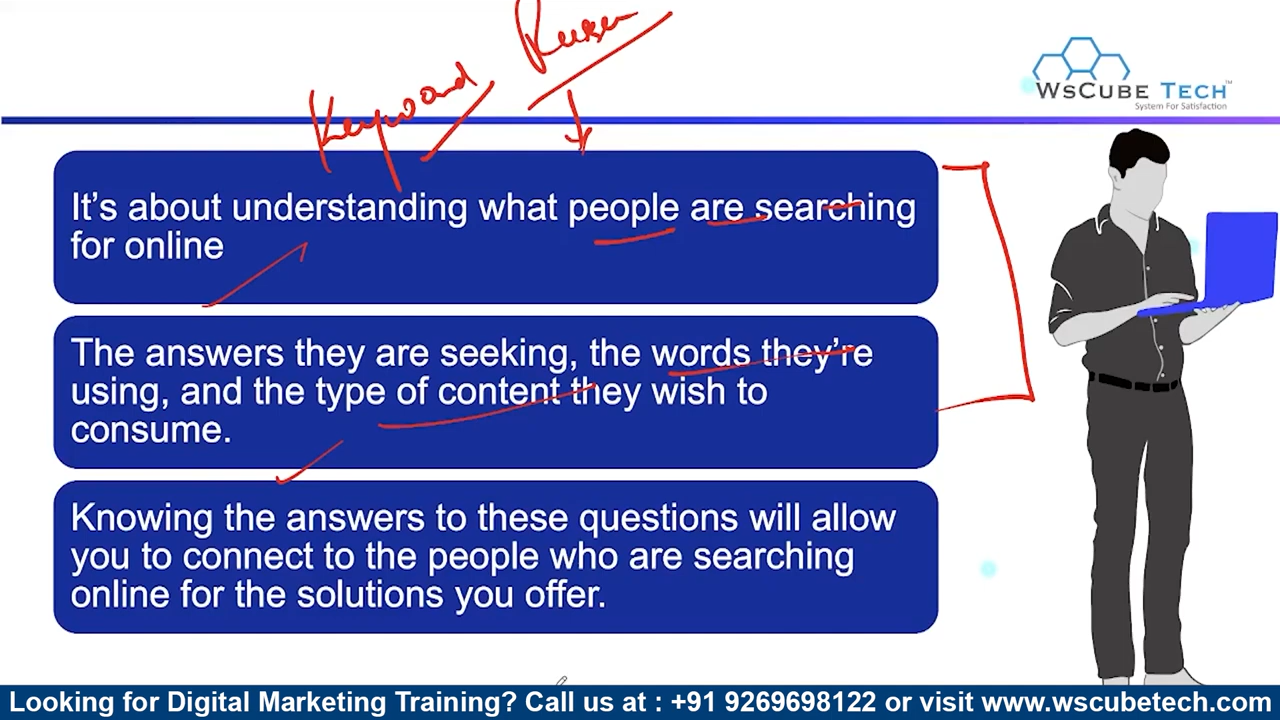 Keyword
WsCUBE TECH™
System For Satisfaction
It's about understanding what people are searching
for online
The answers they are seeking, the words they're
using, and the type of content they wish to
consume.
Knowing the answers to these questions will allow
you to connect to the people who are searching
online for the solutions you offer.
Looking for Digital Marketing Training? Call us at : +91 9269698122 or visit www.wscubetech.com